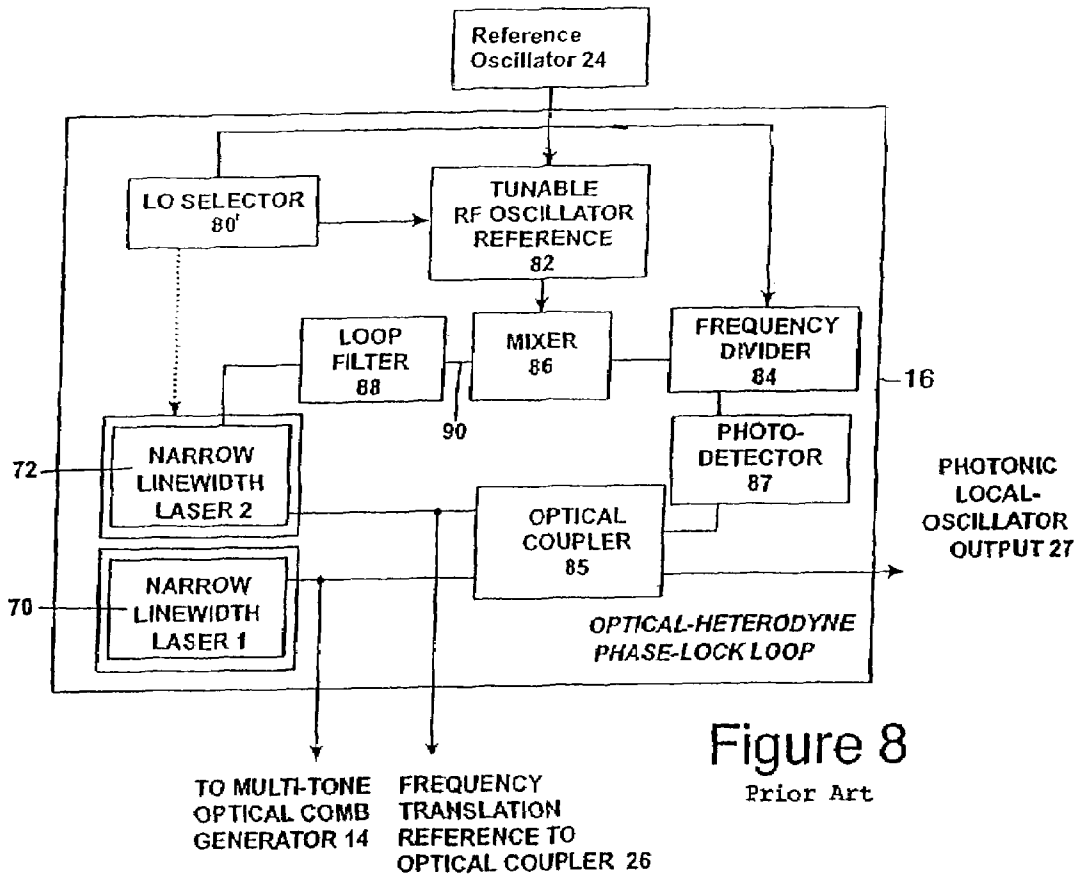 Reference
Oscillator 24
LO SELECTOR
80'
TUNABLE
RF OSCILLATOR
REFERENCE
82
LOOP
FILTER
88
MIXER
86
FREQUENCY
DIVIDER
84
16
90
72
NARROW
LINEWIDTH
LASER 2
PHOTO-
DETECTOR
87
PHOTONIC
LOCAL-
OSCILLATOR
OUTPUT 27
OPTICAL
COUPLER
85
70
NARROW
LINEWIDTH
LASER 1
OPTICAL-HETERODYNE
PHASE-LOCK LOOP
TO MULTI-TONE
OPTICAL COMB
GENERATOR 14
FREQUENCY
TRANSLATION
REFERENCE TO
OPTICAL COUPLER 26
Figure 8
Prior Art